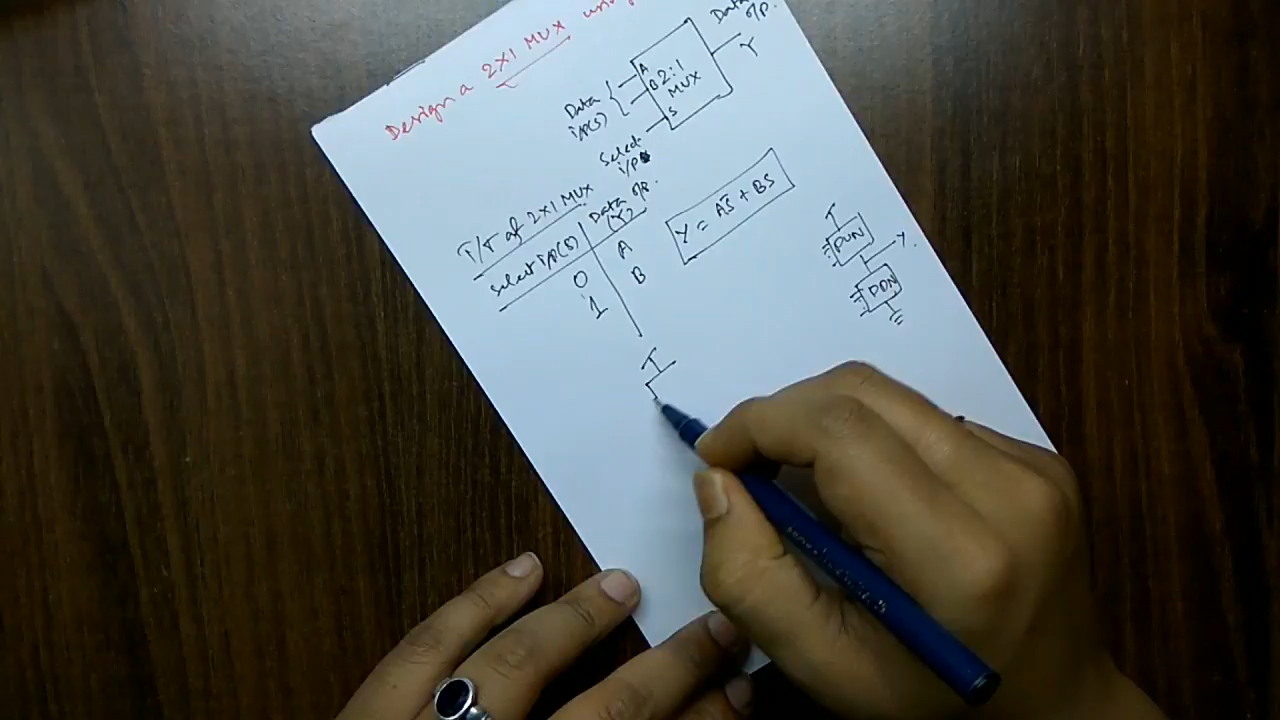 Design a 2X1 MUX using
Data
i/p(s)
A
B 2:1
MUX
S
Data
o/p.
Y
Select
i/p
T/T of 2X1 MUX
Select i/p(s)
Data o/p.
(Y)
0 A
1 B
Y = AS̅ + BS
PUN
Y.
PDN